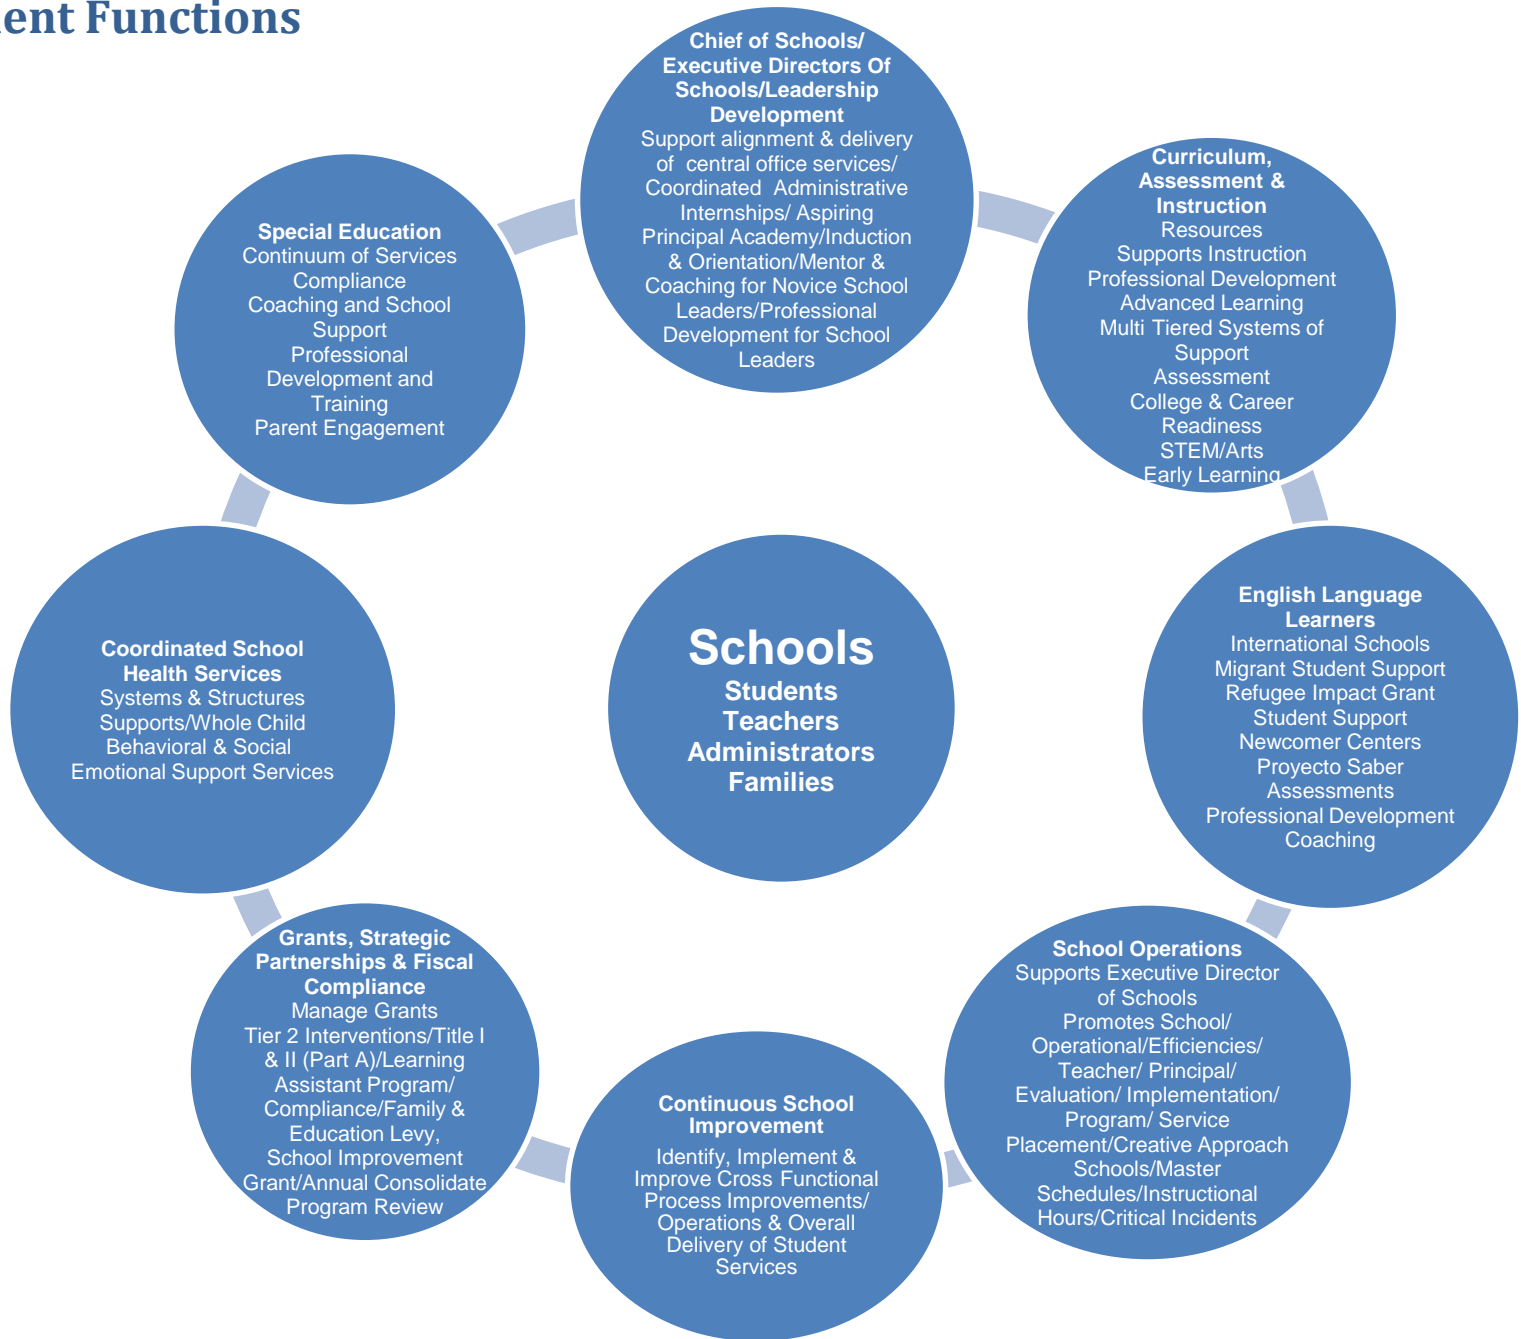 Functions
Chief of Schools/
Executive Directors Of
Schools/Leadership
Development
Support alignment & delivery
of central office services/
Coordinated Administrative
Internships/ Aspiring
Principal Academy/Induction
& Orientation/Mentor &
Coaching for Novice School
Leaders/Professional
Development for School
Leaders
Curriculum,
Assessment &
Instruction
Resources
Supports Instruction
Professional Development
Advanced Learning
Multi Tiered Systems of
Support
Assessment
College & Career
Readiness
STEM/Arts
Early Learning
English Language
Learners
International Schools
Migrant Student Support
Refugee Impact Grant
Student Support
Newcomer Centers
Proyecto Saber
Assessments
Professional Development
Coaching
School Operations
Supports Executive Director
of Schools
Promotes School/
Operational/Efficiencies/
Teacher/ Principal/
Evaluation/ Implementation/
Program/ Service
Placement/Creative Approach
Schools/Master
Schedules/Instructional
Hours/Critical Incidents
Continuous School
Improvement
Identify, Implement &
Improve Cross Functional
Process Improvements/
Operations & Overall
Delivery of Student
Services
Grants, Strategic
Partnerships & Fiscal
Compliance
Manage Grants
Tier 2 Interventions/Title I
& II (Part A)/Learning
Assistant Program/
Compliance/Family &
Education Levy,
School Improvement
Grant/Annual Consolidate
Program Review
Coordinated School
Health Services
Systems & Structures
Supports/Whole Child
Behavioral & Social
Emotional Support Services
Special Education
Continuum of Services
Compliance
Coaching and School
Support
Professional
Development and
Training
Parent Engagement
Schools
Students
Teachers
Administrators
Families